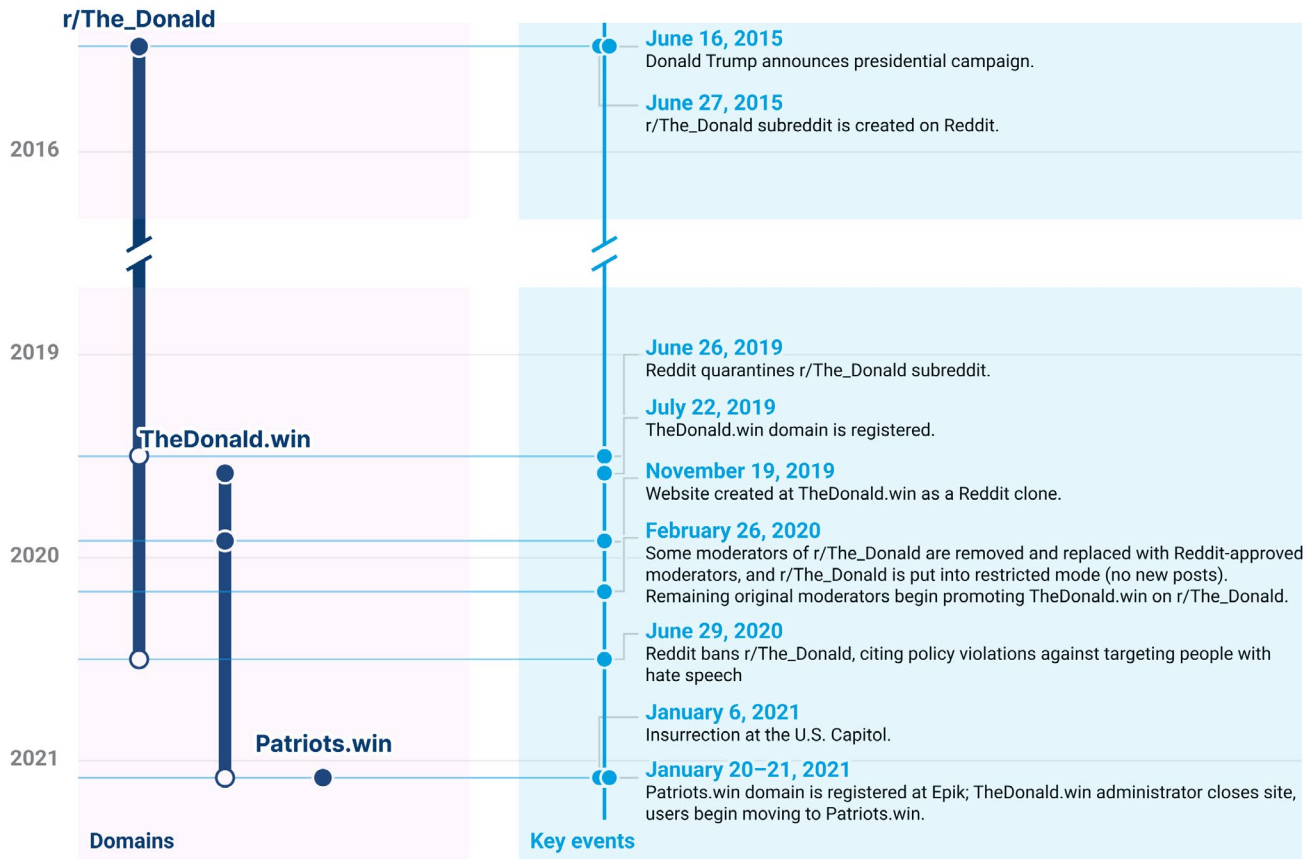 r/The_Donald
June 16, 2015
Donald Trump announces presidential campaign.
June 27, 2015
r/The_Donald subreddit is created on Reddit.
2016
2019
June 26, 2019
Reddit quarantines r/The_Donald subreddit.
July 22, 2019
TheDonald.win domain is registered.
TheDonald.win
November 19, 2019
Website created at TheDonald.win as a Reddit clone.
February 26, 2020
2020
Some moderators of r/The_Donald are removed and replaced with Reddit-approved
moderators, and r/The_Donald is put into restricted mode (no new posts).
Remaining original moderators begin promoting TheDonald.win on r/The_Donald.
June 29, 2020
Reddit bans r/The_Donald, citing policy violations against targeting people with
hate speech
January 6, 2021
Insurrection at the U.S. Capitol.
Patriots.win
2021
January 20–21, 2021
Patriots.win domain is registered at Epik; TheDonald.win administrator closes site,
users begin moving to Patriots.win.
Domains
Key events